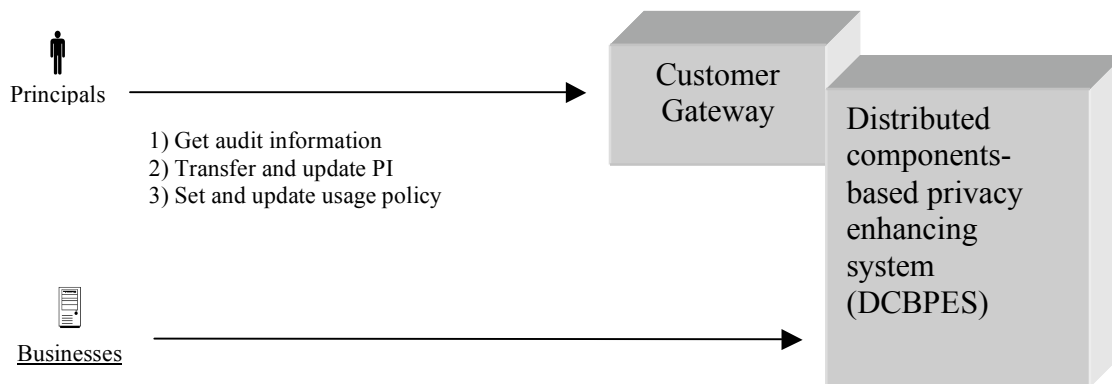 Principals
1) Get audit information
2) Transfer and update PI
3) Set and update usage policy
Customer
Gateway
Distributed
components-
based privacy
enhancing
system
(DCBPES)
Businesses